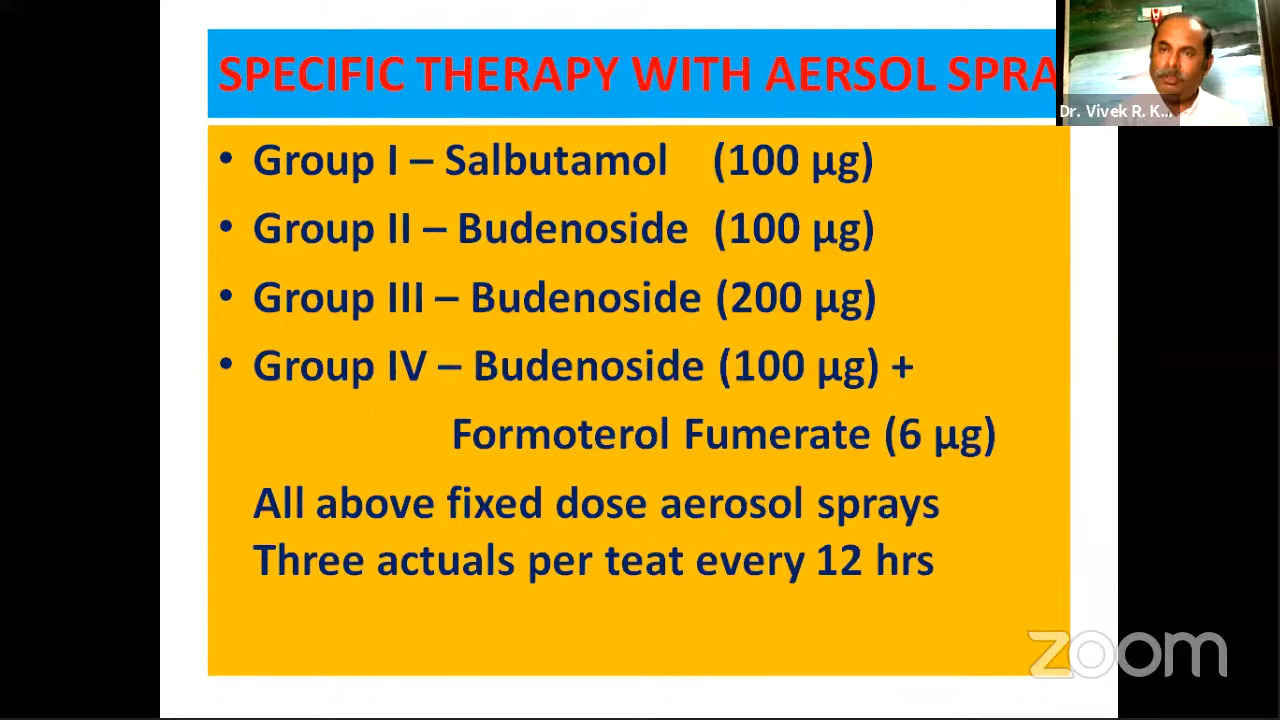 SPECIFIC THERAPY WITH AERSOL SPRA
Dr. Vivek R. K...
• Group I – Salbutamol (100 µg)
• Group II – Budenoside (100 µg)
• Group III – Budenoside (200 µg)
• Group IV – Budenoside (100 µg) +
Formoterol Fumerate (6 µg)
All above fixed dose aerosol sprays
Three actuals per teat every 12 hrs
zoom